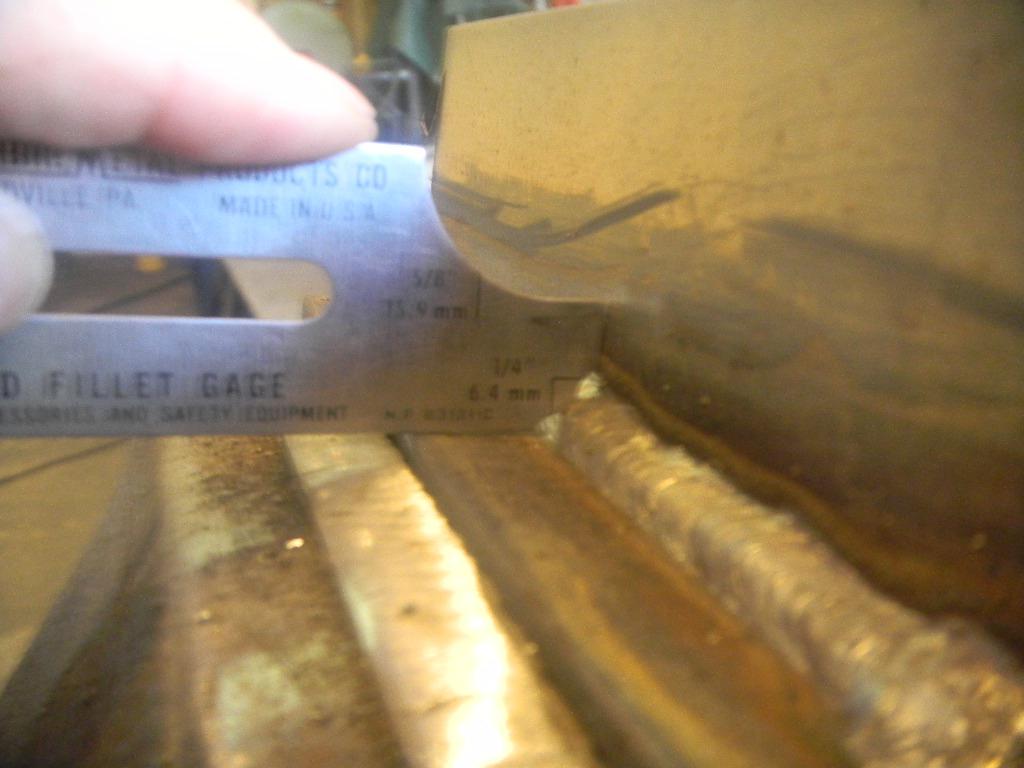 PRODUCTS CO
DVILLE PA
MADE IN U.S.A.
5/8"
15.9 mm
1/4"
6.4 mm
D FILLET GAGE
ESSORIES AND SAFETY EQUIPMENT